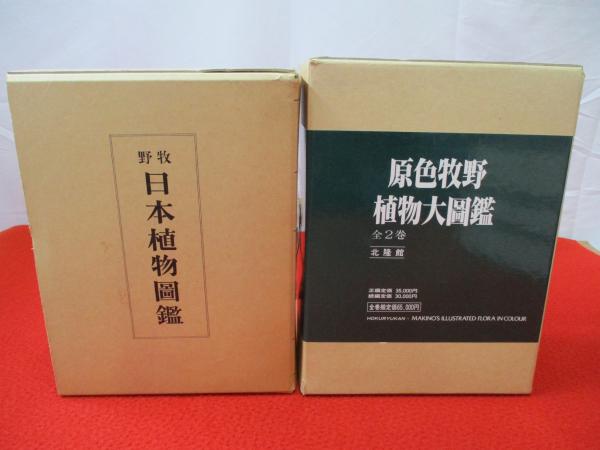 野牧
日本植物圖鑑
原色牧野
植物大圖鑑
全2巻
北隆館
正編定価 35,000円
続編定価 30,000円
全巻揃定価65,000円
HOKURYUKAN・MAKINO'S ILLUSTRATED FLORA IN COLOUR